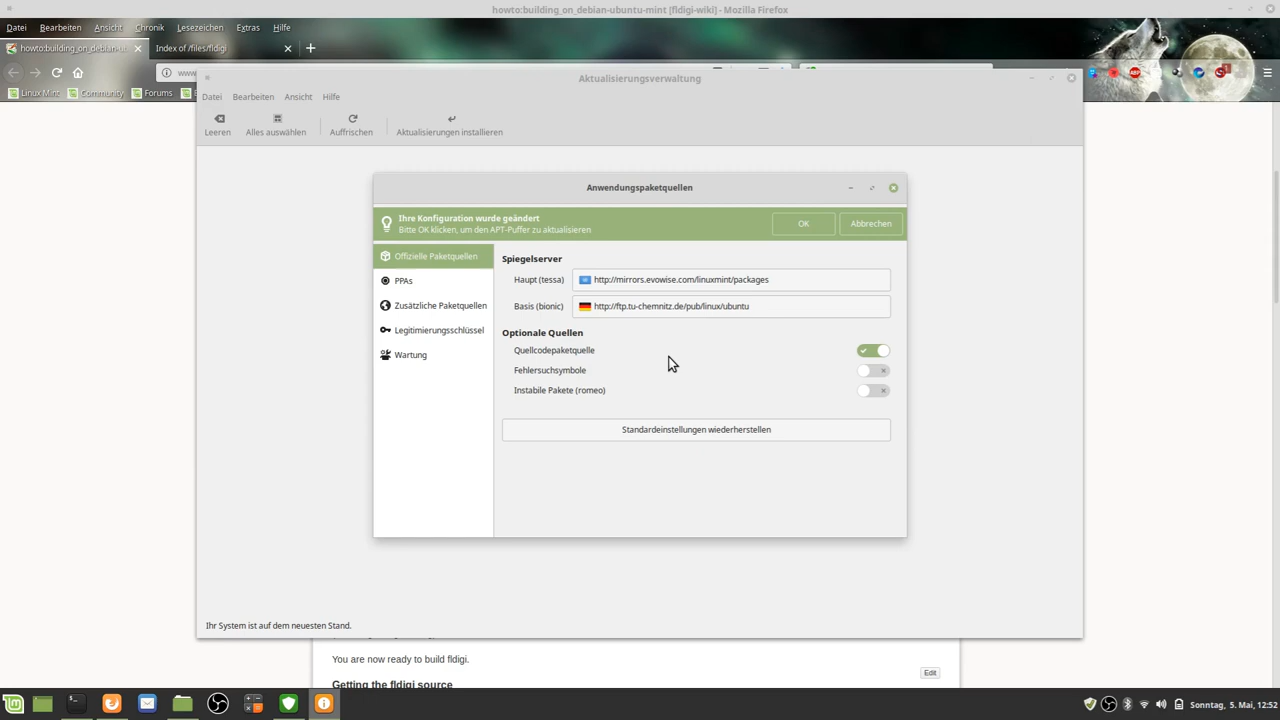 howto:building_on_debian-ubuntu-mint [fldigi-wiki] - Mozilla Firefox
Datei Bearbeiten Ansicht Chronik Lesezeichen Extras Hilfe
howto:building_on_debian-u
Index of /files/fldigi
www
Linux Mint Community Forums
Aktualisierungsverwaltung
Datei Bearbeiten Ansicht Hilfe
Leeren Alles auswählen Auffrischen Aktualisierungen installieren
Anwendungspaketquellen
Ihre Konfiguration wurde geändert
Bitte OK klicken, um den APT-Puffer zu aktualisieren
OK Abbrechen
Offizielle Paketquellen
PPAs
Zusätzliche Paketquellen
Legitimierungsschlüssel
Wartung
Spiegelserver
Haupt (tessa) http://mirrors.evowise.com/linuxmint/packages
Basis (bionic) http://ftp.tu-chemnitz.de/pub/linux/ubuntu
Optionale Quellen
Quellcodepaketquelle
Fehlersuchsymbole
Instabile Pakete (romeo)
Standardeinstellungen wiederherstellen
Ihr System ist auf dem neuesten Stand.
You are now ready to build fldigi.
Edit
Getting the fldigi source
Sonntag, 5. Mai, 12:52